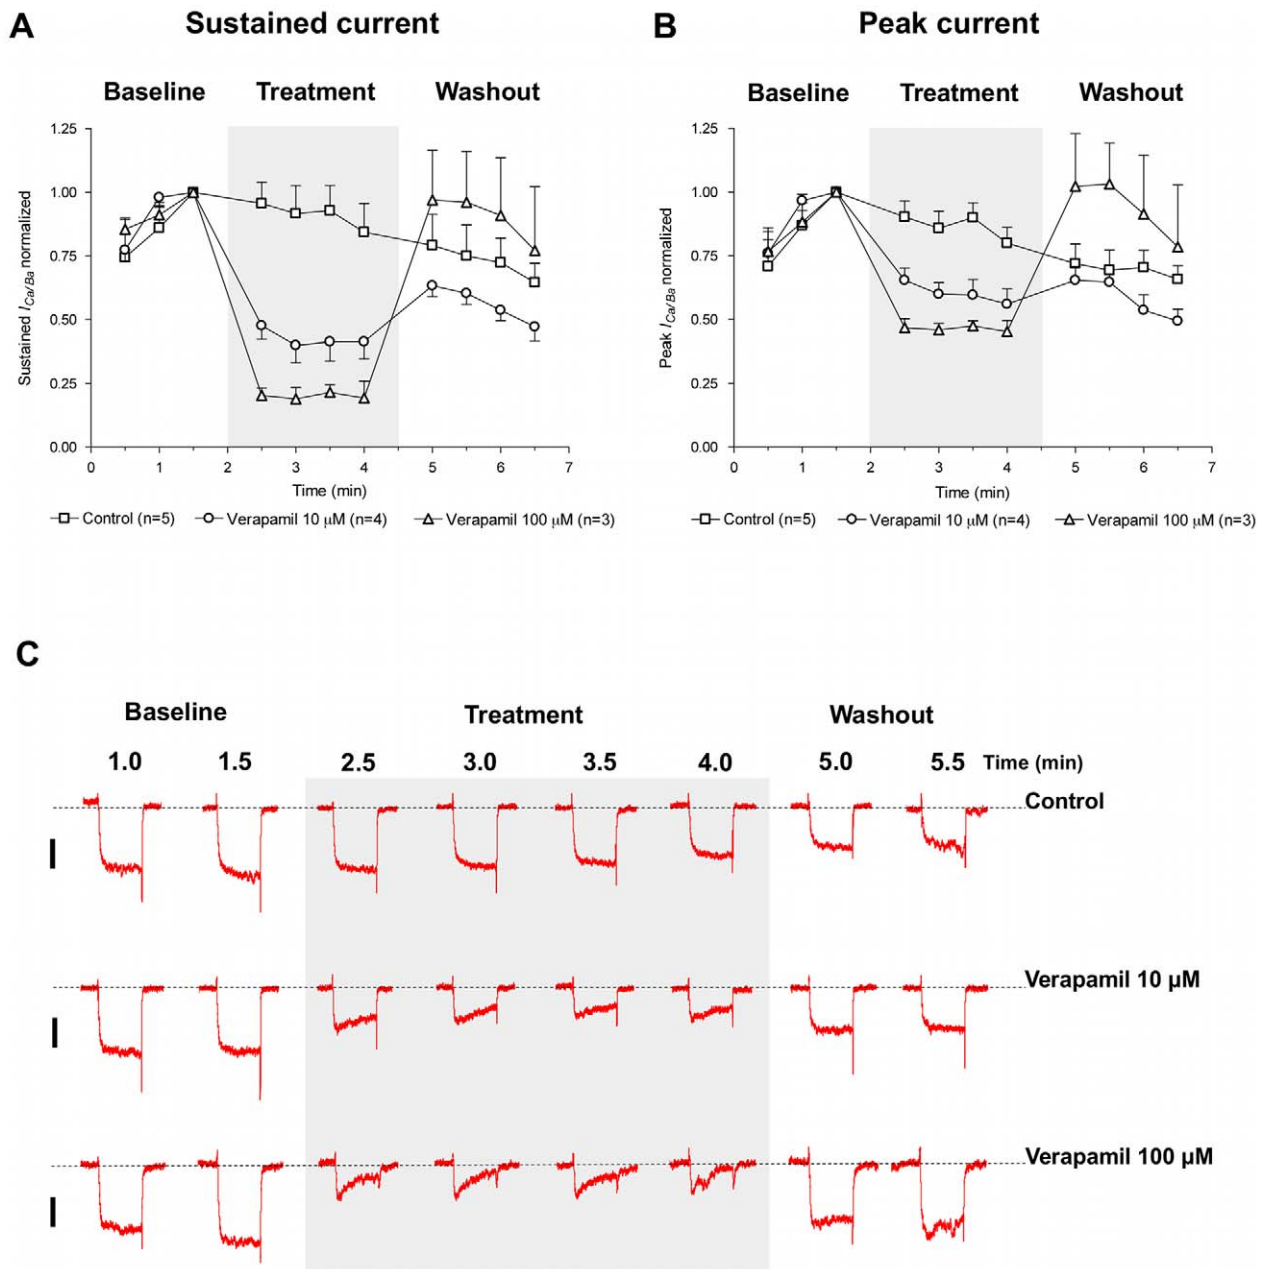 A Sustained current
Baseline Treatment Washout
Sustained I_Ca/Ba normalized
1.25
1.00
0.75
0.50
0.25
0.00
0 1 2 3 4 5 6 7
Time (min)
Control (n=5) Verapamil 10 μM (n=4) Verapamil 100 μM (n=3)
B Peak current
Baseline Treatment Washout
Peak I_Ca/Ba normalized
1.25
1.00
0.75
0.50
0.25
0.00
0 1 2 3 4 5 6 7
Time (min)
Control (n=5) Verapamil 10 μM (n=4) Verapamil 100 μM (n=3)
C
Baseline Treatment Washout
1.0 1.5 2.5 3.0 3.5 4.0 5.0 5.5 Time (min)
Control
Verapamil 10 μM
Verapamil 100 μM